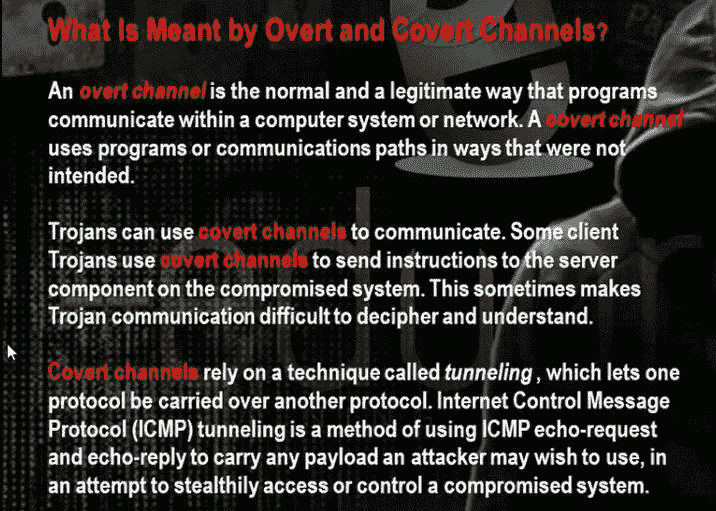 What Is Meant by Overt and Covert Channels?
An overt channel is the normal and a legitimate way that programs
communicate within a computer system or network. A covert channel
uses programs or communications paths in ways that were not
intended.
Trojans can use covert channels to communicate. Some client
Trojans use covert channels to send instructions to the server
component on the compromised system. This sometimes makes
Trojan communication difficult to decipher and understand.
Covert channels rely on a technique called tunneling, which lets one
protocol be carried over another protocol. Internet Control Message
Protocol (ICMP) tunneling is a method of using ICMP echo-request
and echo-reply to carry any payload an attacker may wish to use, in
an attempt to stealthily access or control a compromised system.